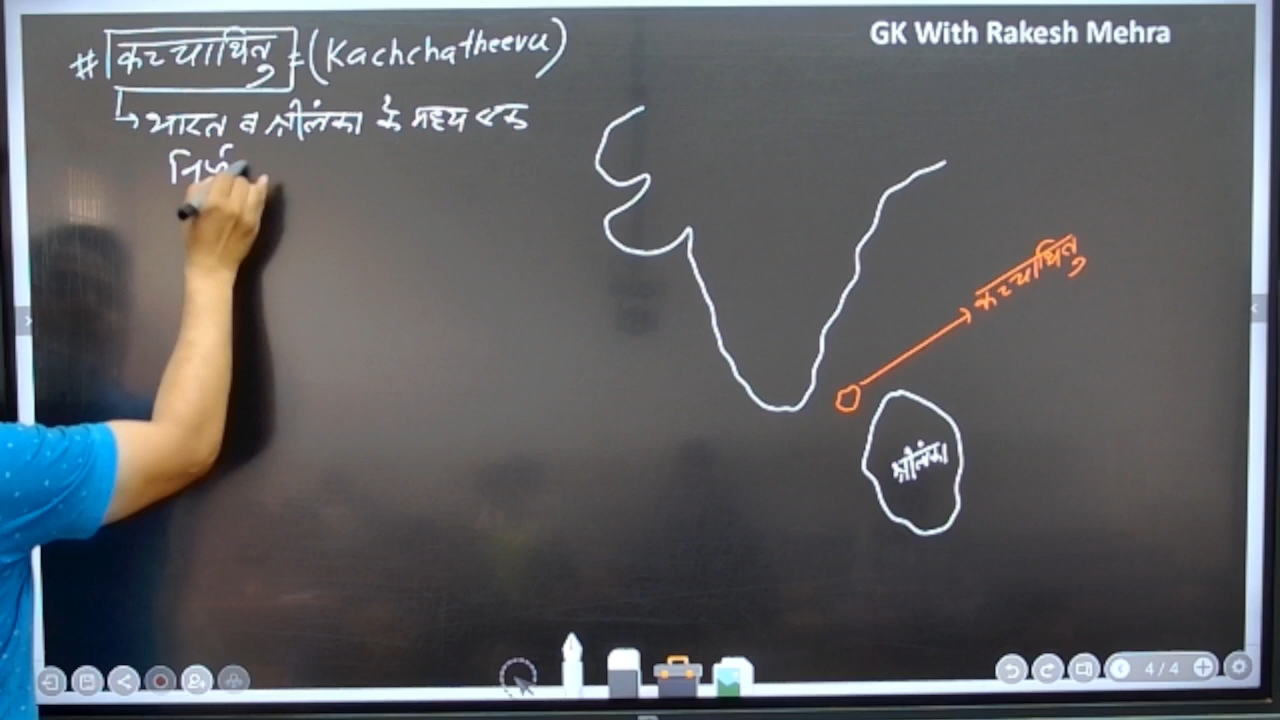 GK With Rakesh Mehra
# कच्चाथितु = (Kachchatheevu)
↳ भारत व श्रीलंका के मध्य एक
कच्चाथितु
श्रीलंका
4/4